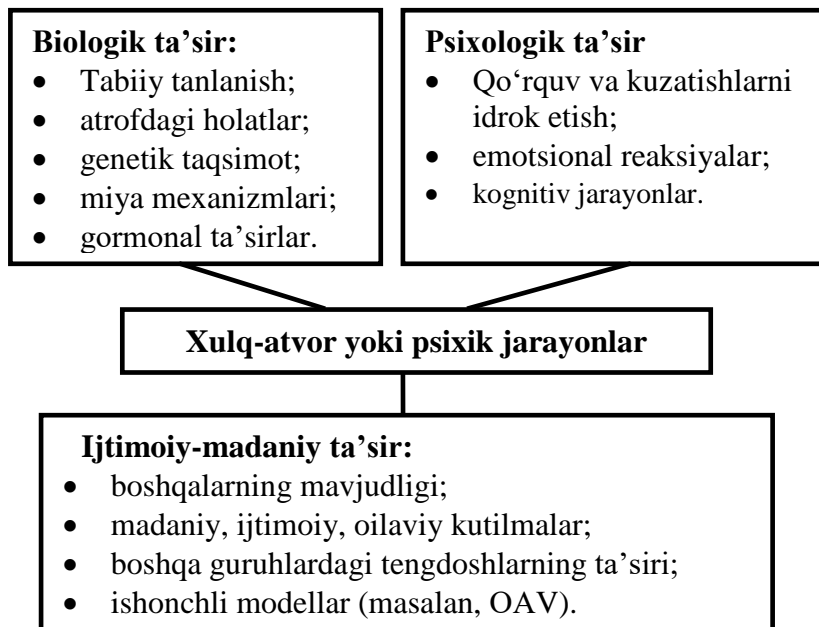 Biologik ta’sir:
• Tabiiy tanlanish;
• atrofdagi holatlar;
• genetik taqsimot;
• miya mexanizmlari;
• gormonal ta’sirlar.
Psixologik ta’sir
• Qo‘rquv va kuzatishlarni
idrok etish;
• emotsional reaksiyalar;
• kognitiv jarayonlar.
Xulq-atvor yoki psixik jarayonlar
Ijtimoiy-madaniy ta’sir:
• boshqalarning mavjudligi;
• madaniy, ijtimoiy, oilaviy kutilmalar;
• boshqa guruhlardagi tengdoshlarning ta’siri;
• ishonchli modellar (masalan, OAV).